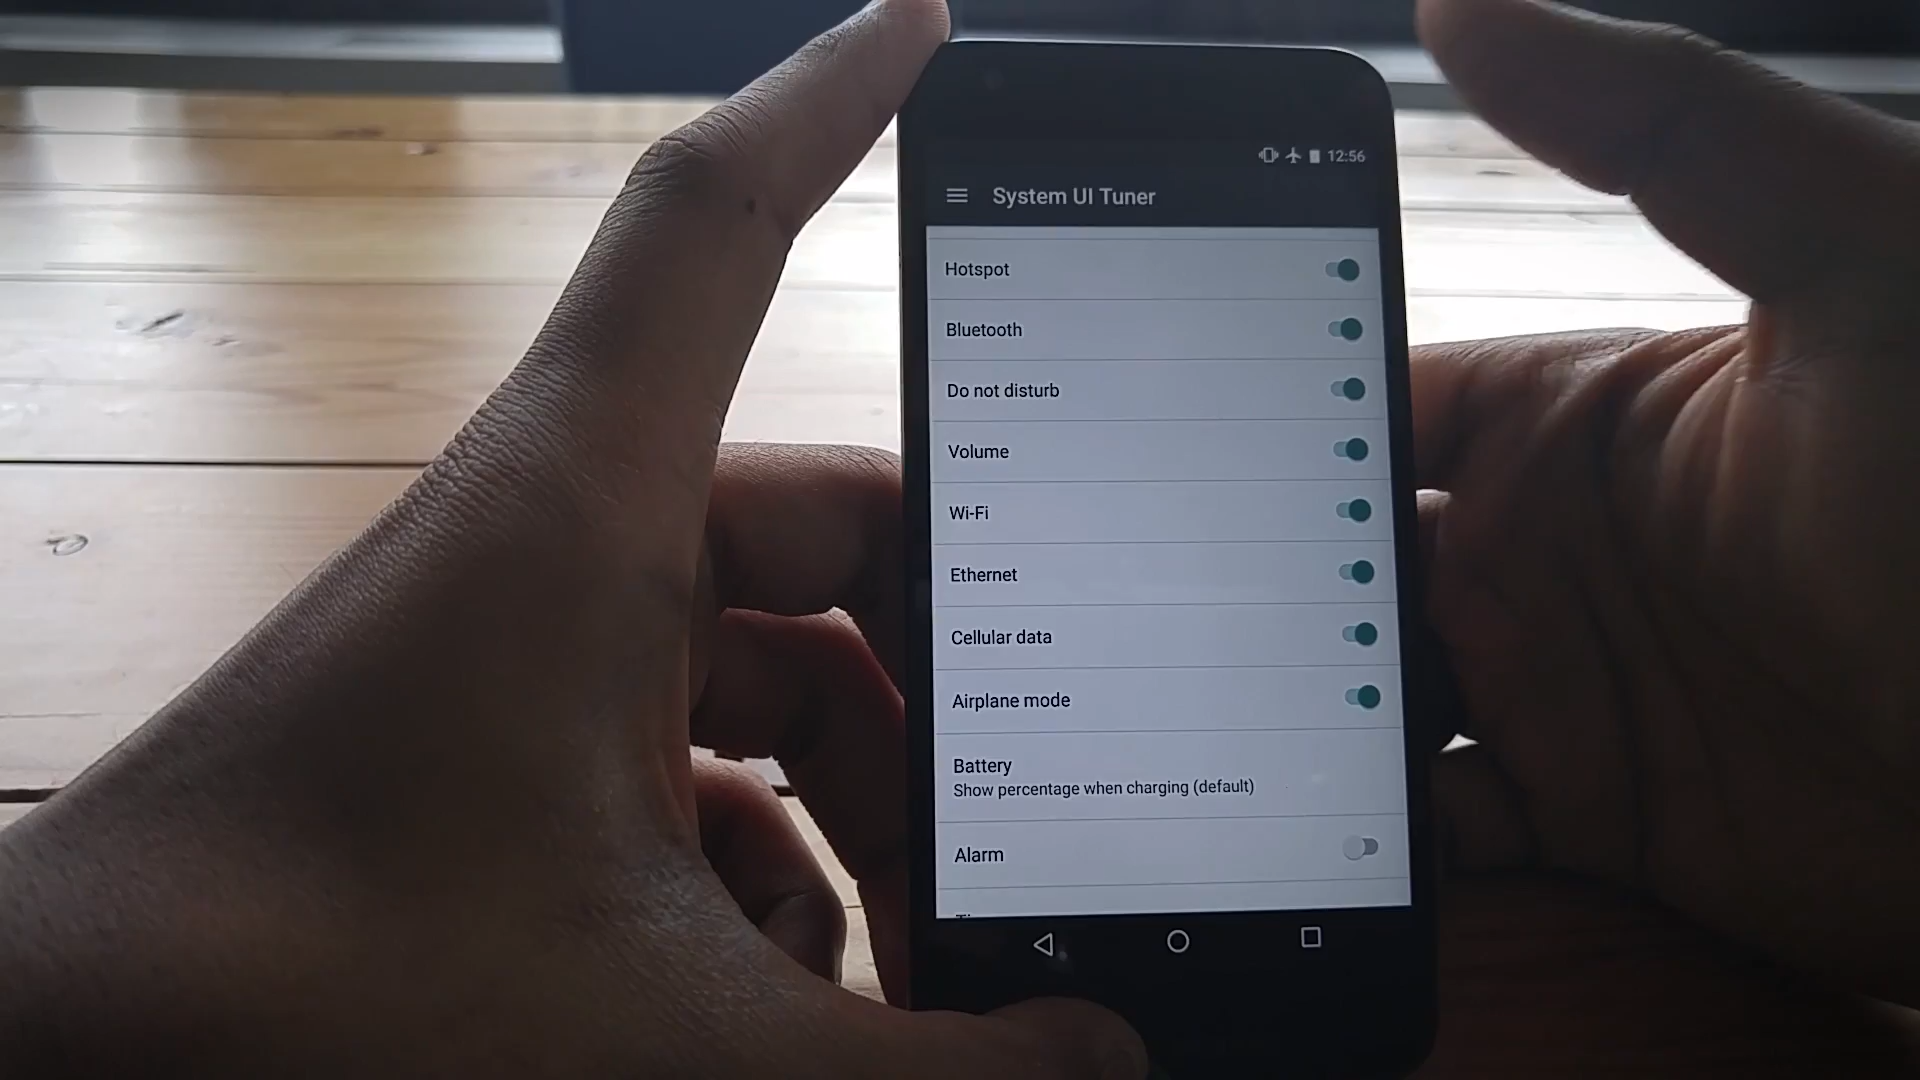 12:56
System UI Tuner
Hotspot
Bluetooth
Do not disturb
Volume
Wi-Fi
Ethernet
Cellular data
Airplane mode
Battery
Show percentage when charging (default)
Alarm